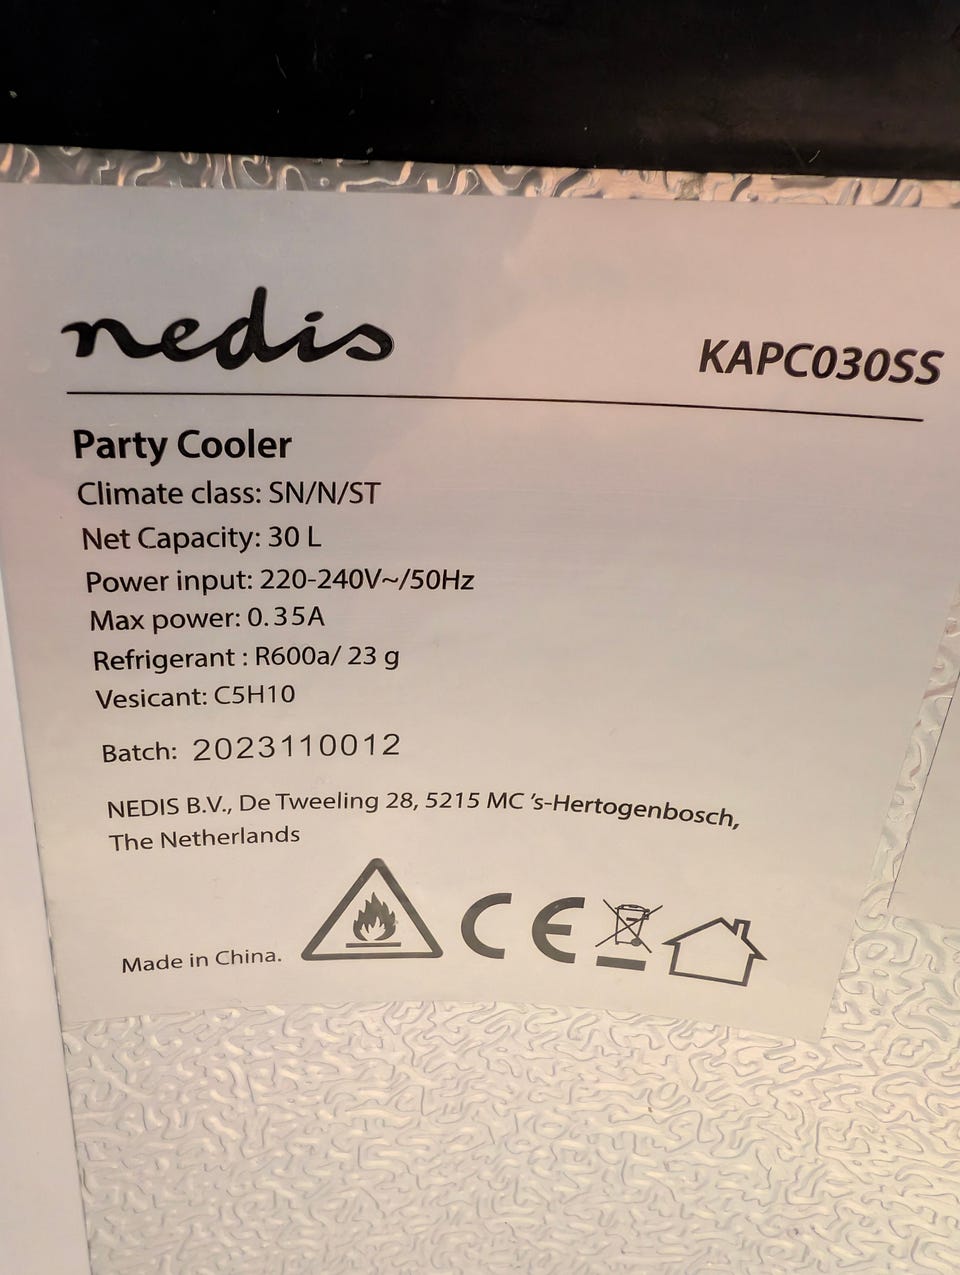 nedis
KAPC030SS
Party Cooler
Climate class: SN/N/ST
Net Capacity: 30 L
Power input: 220-240V~/50Hz
Max power: 0.35A
Refrigerant : R600a/ 23 g
Vesicant: C5H10
Batch: 2023110012
NEDIS B.V., De Tweeling 28, 5215 MC 's-Hertogenbosch,
The Netherlands
Made in China.
CE